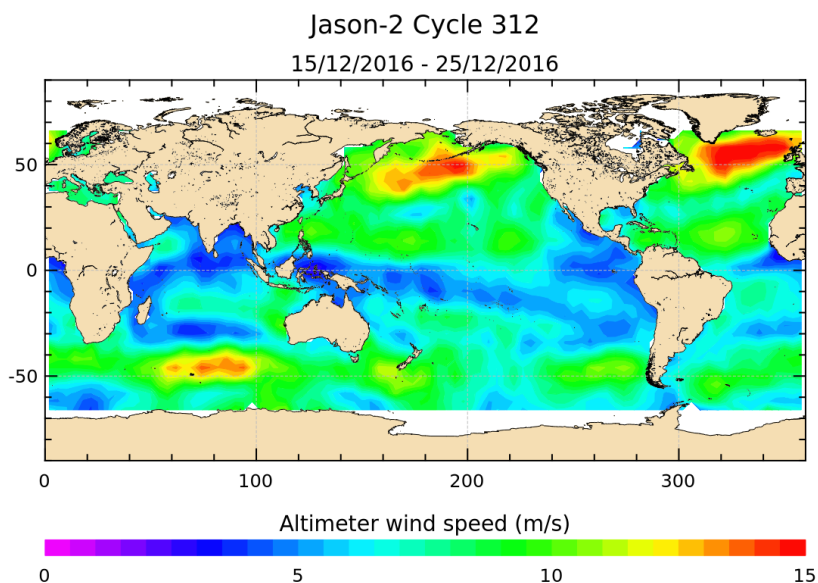 Jason-2 Cycle 312
15/12/2016 - 25/12/2016
50
0
-50
0 100 200 300
Altimeter wind speed (m/s)
0 5 10 15